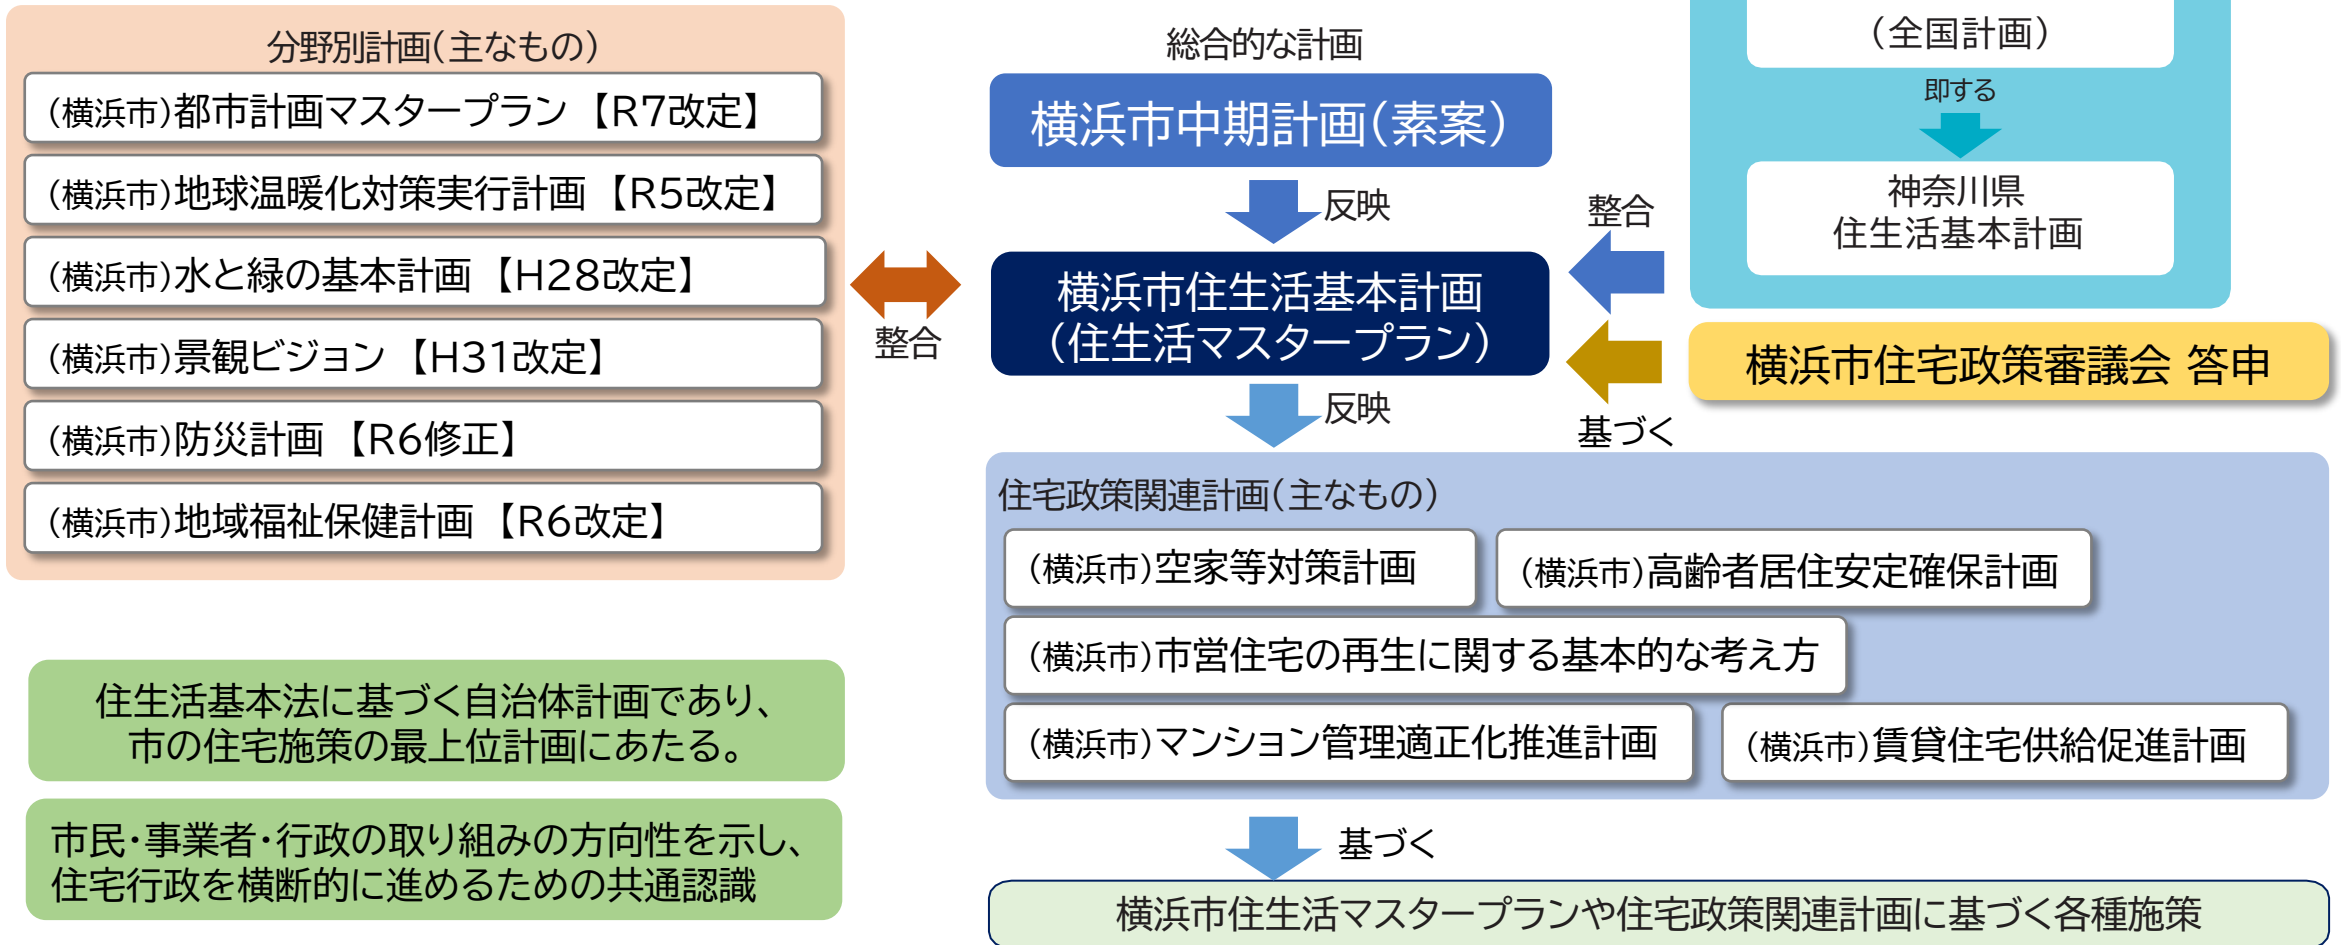 分野別計画(主なもの)
(横浜市)都市計画マスタープラン【R7改定】
(横浜市)地球温暖化対策実行計画【R5改定】
(横浜市)水と緑の基本計画【H28改定】
(横浜市)景観ビジョン【H31改定】
(横浜市)防災計画【R6修正】
(横浜市)地域福祉保健計画【R6改定】
整合
総合的な計画
横浜市中期計画(素案)
反映
横浜市住生活基本計画
(住生活マスタープラン)
反映
整合
(全国計画)
即する
神奈川県
住生活基本計画
横浜市住宅政策審議会 答申
基づく
住宅政策関連計画(主なもの)
(横浜市)空家等対策計画
(横浜市)高齢者居住安定確保計画
(横浜市)市営住宅の再生に関する基本的な考え方
(横浜市)マンション管理適正化推進計画
(横浜市)賃貸住宅供給促進計画
基づく
横浜市住生活マスタープランや住宅政策関連計画に基づく各種施策
住生活基本法に基づく自治体計画であり、
市の住宅施策の最上位計画にあたる。
市民・事業者・行政の取り組みの方向性を示し、
住宅行政を横断的に進めるための共通認識